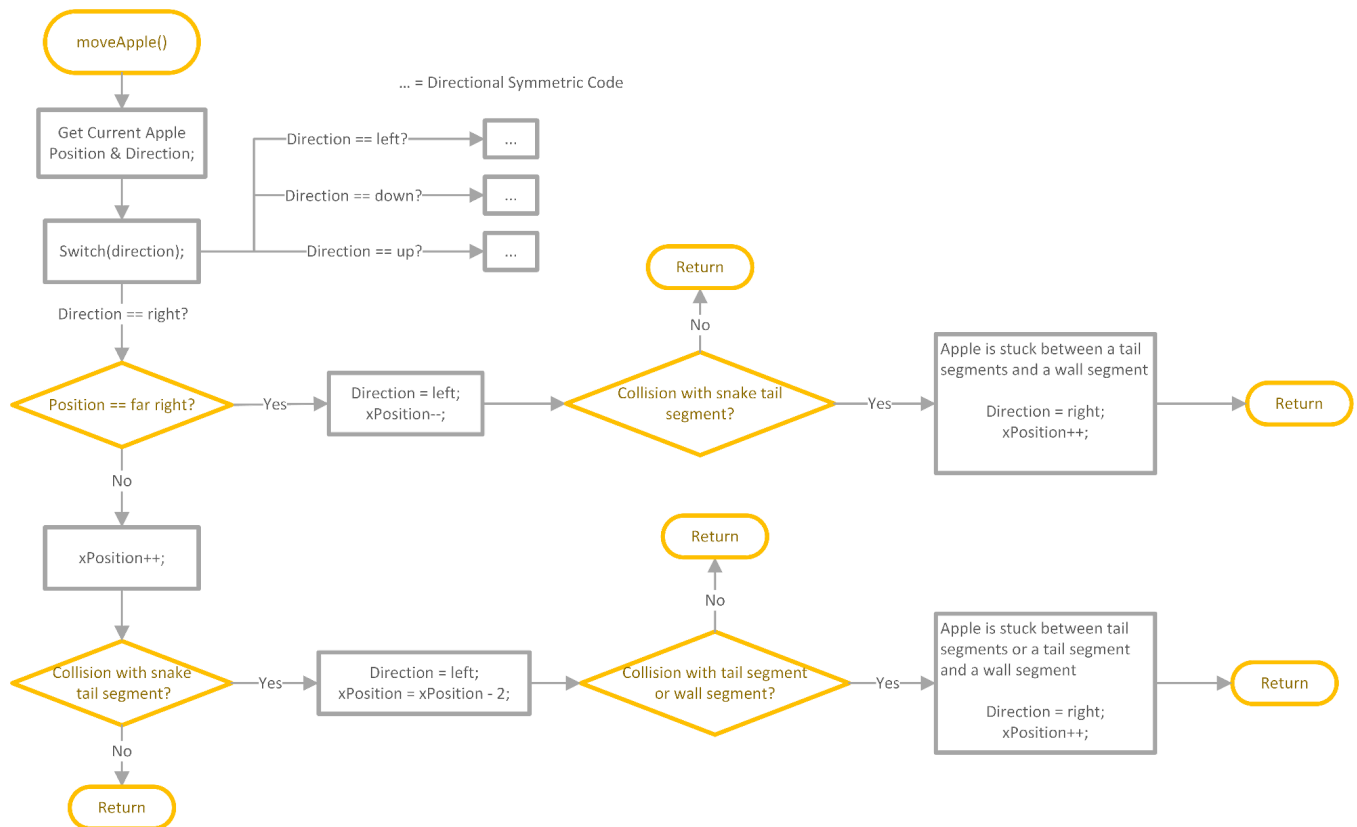 moveApple()
... = Directional Symmetric Code
Get Current Apple
Position & Direction;
Direction == left?
...
Direction == down?
...
Switch(direction);
Direction == up?
...
Return
Direction == right?
No
Apple is stuck between a tail
segments and a wall segment
Direction = right;
xPosition++;
Position == far right?
Yes
Direction = left;
xPosition--;
Collision with snake tail
segment?
Yes
Return
No
Return
xPosition++;
No
Apple is stuck between tail
segments or a tail segment
and a wall segment
Direction = right;
xPosition++;
Collision with snake
tail segment?
Yes
Direction = left;
xPosition = xPosition - 2;
Collision with tail segment
or wall segment?
Yes
Return
No
Return